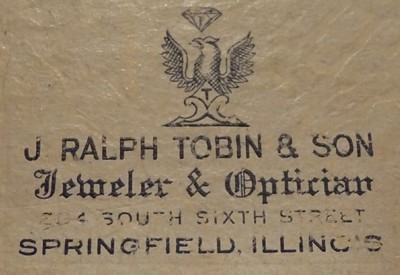 T
J. RALPH TOBIN & SON
Jeweler & Optician
204 SOUTH SIXTH STREET
SPRINGFIELD, ILLINOIS